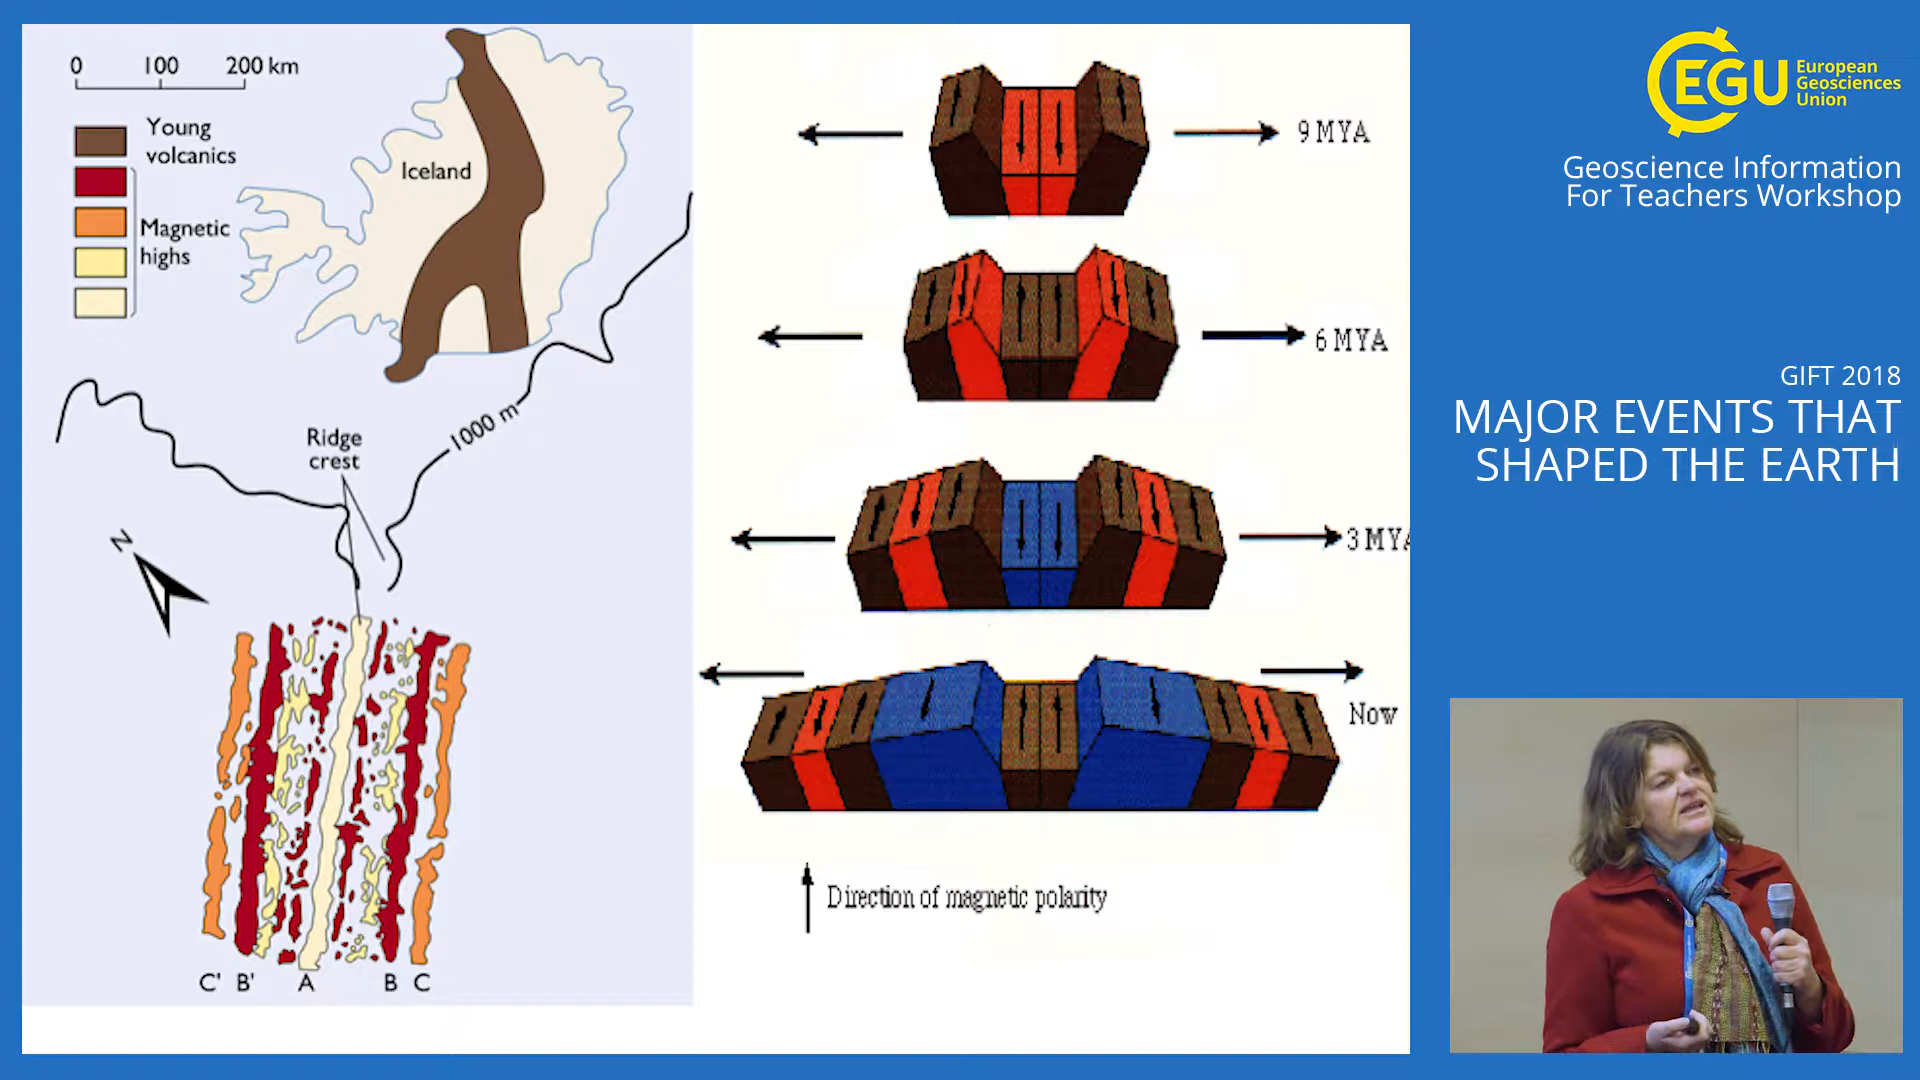 0 100 200 km
Young
volcanics
Magnetic
highs
Iceland
1000 m
Ridge
crest
N
C' B' A B C
9 MYA
6 MYA
3 MYA
Now
Direction of magnetic polarity
EGU
European
Geosciences
Union
Geoscience Information
For Teachers Workshop
GIFT 2018
MAJOR EVENTS THAT
SHAPED THE EARTH